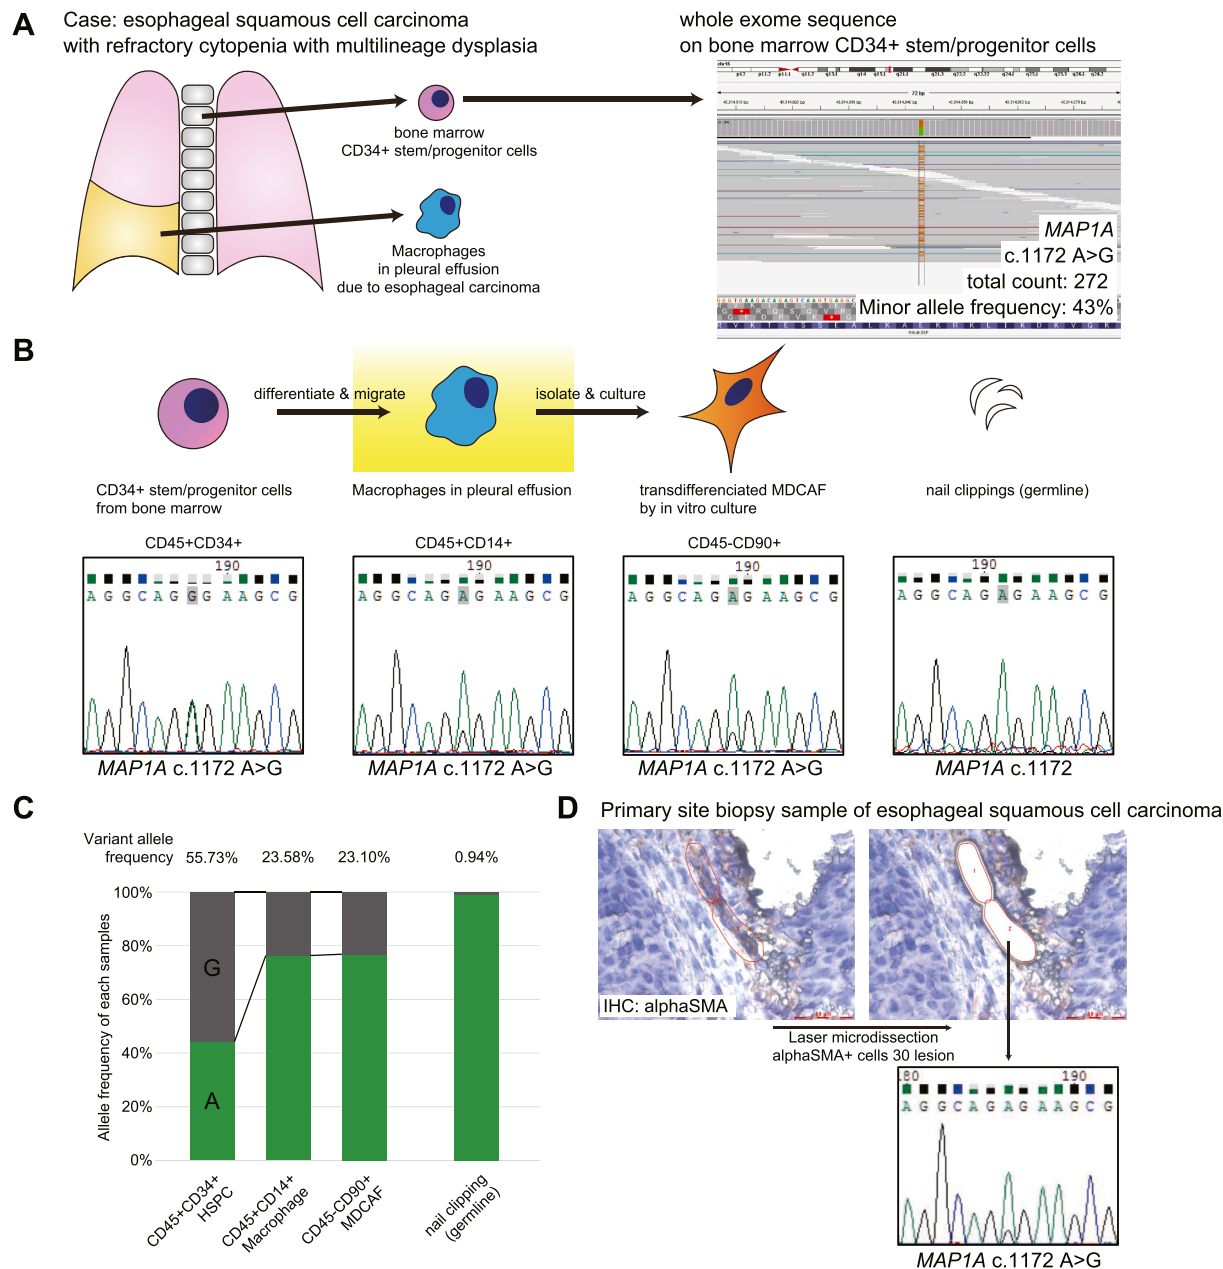 A
Case: esophageal squamous cell carcinoma
with refractory cytopenia with multilineage dysplasia
whole exome sequence
on bone marrow CD34+ stem/progenitor cells
bone marrow
CD34+ stem/progenitor cells
Macrophages
in pleural effusion
due to esophageal carcinoma
72 bp
MAP1A
c.1172 A>G
total count: 272
Minor allele frequency: 43%
B
differentiate & migrate
isolate & culture
CD34+ stem/progenitor cells
from bone marrow
Macrophages in pleural effusion
transdifferenciated MDCAF
by in vitro culture
nail clippings (germline)
CD45+CD34+
CD45+CD14+
CD45-CD90+
190
190
190
190
A G G C A G G G A A G C G
A G G C A G A G A A G C G
A G G C A G A G A A G C G
A G G C A G A G A A G C G
MAP1A c.1172 A>G
MAP1A c.1172 A>G
MAP1A c.1172 A>G
MAP1A c.1172
C
Variant allele
frequency
55.73%
23.58%
23.10%
0.94%
Allele frequency of each samples
100%
80%
60%
40%
20%
0%
G
A
CD45+CD34+
HSPC
CD45+CD14+
Macrophage
CD45-CD90+
MDCAF
nail clipping
(germline)
D
Primary site biopsy sample of esophageal squamous cell carcinoma
IHC: alphaSMA
Laser microdissection
alphaSMA+ cells 30 lesion
1
2
180
190
A G G C A G A G A A G C G
MAP1A c.1172 A>G